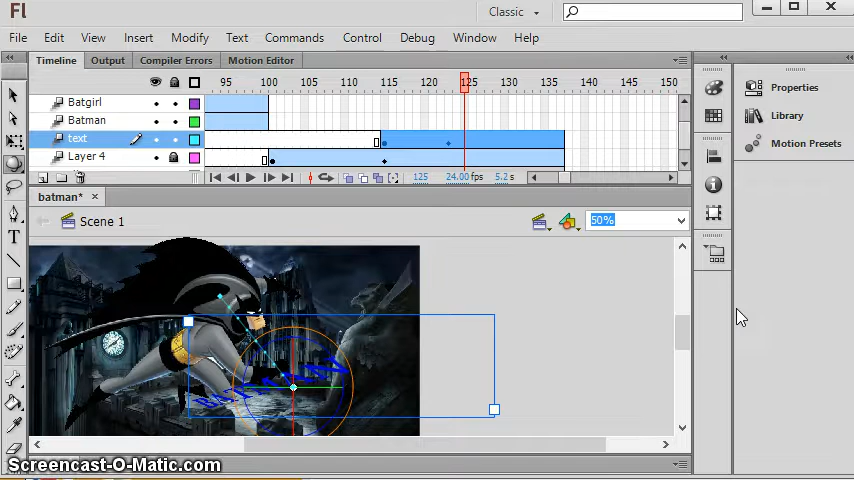 Fl
Classic
File Edit View Insert Modify Text Commands Control Debug Window Help
Timeline Output Compiler Errors Motion Editor
95 100 105 110 115 120 125 130 135 140 145 150
Batgirl
Batman
text
Layer 4
125 24.00 fps 5.2 s
batman* ×
Scene 1
50%
Properties
Library
Motion Presets
BATMAN
Screencast-O-Matic.com